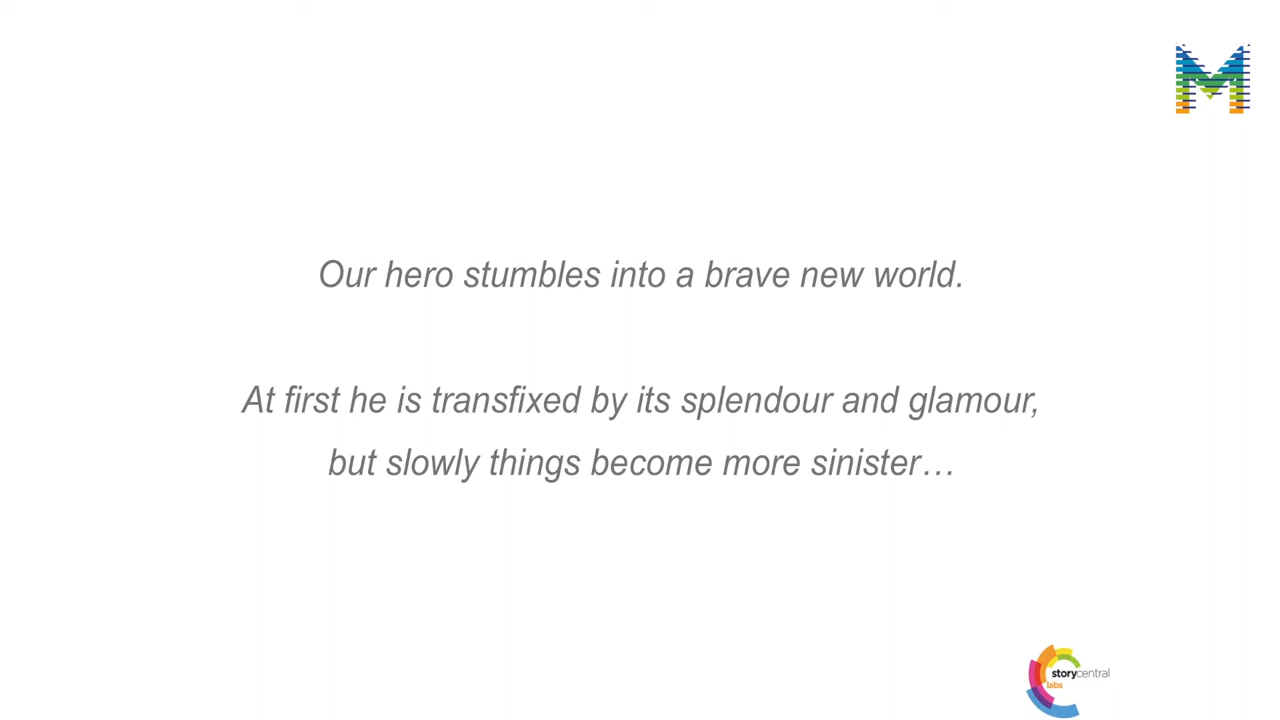 M
Our hero stumbles into a brave new world.
At first he is transfixed by its splendour and glamour,
but slowly things become more sinister…
storycentral
labs